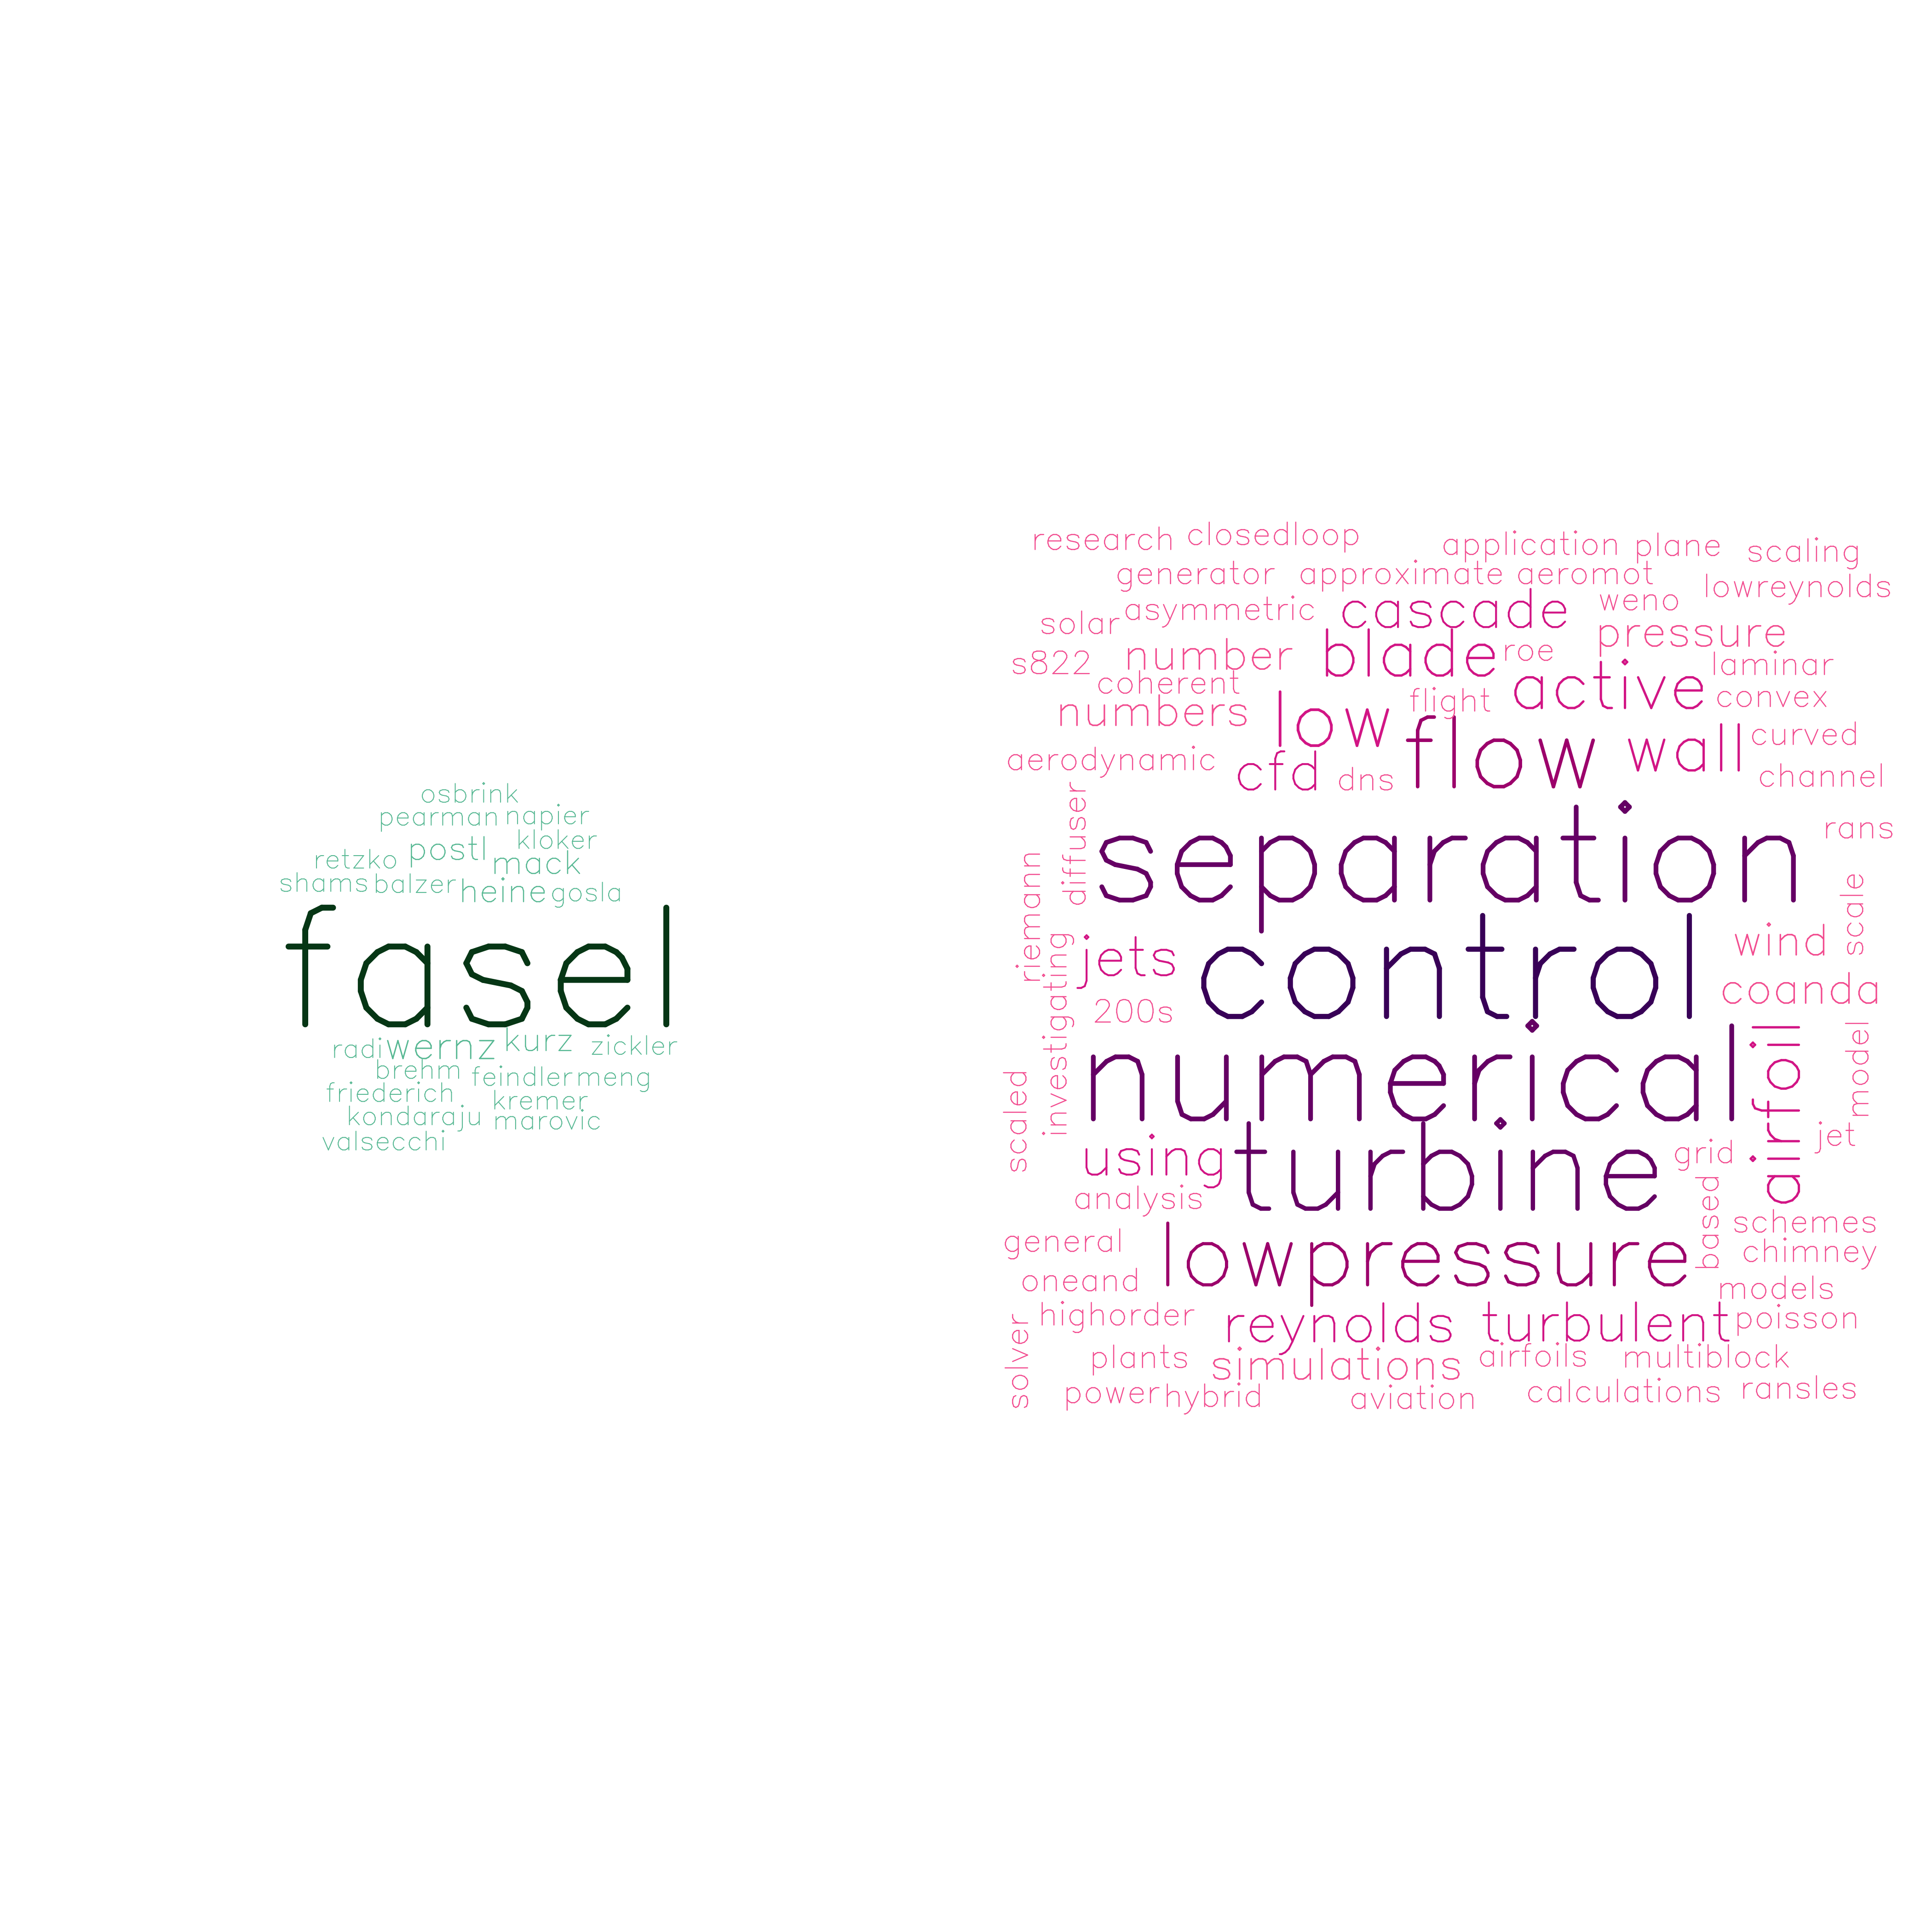 osbrink
pearman napier
postl kloker
retzko mack
shams balzer heine gosla
fasel
radi wernz kurz zickler
brehm feindler meng
friederich kremer
kondaraju marovic
valsecchi
research closedloop application plane scaling
generator approximate aeromot lowreynolds
solar asymmetric cascade weno pressure
s822 number blade roe laminar
coherent flight active convex
numbers low flow wall curved
aerodynamic cfd dns channel
diffuser separation rans
riemann jets control wind scale
investigating 200s coanda
scaled numerical airfoil model
using turbine grid jet
analysis based schemes
general lowpressure chimney
oneand models
solver highorder reynolds turbulent poisson
plants simulations airfoils multiblock
power hybrid aviation calculations ransles